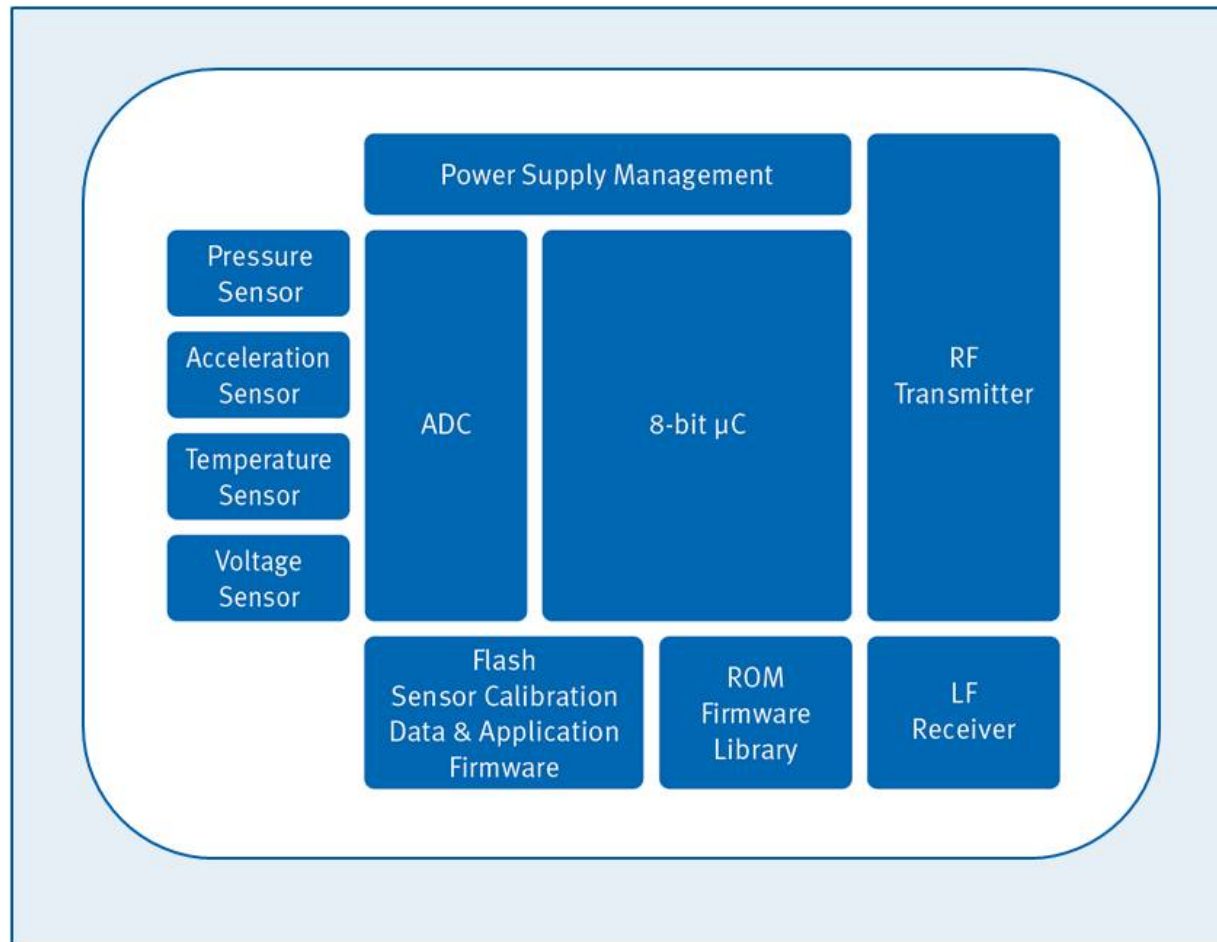 Power Supply Management
Pressure
Sensor
Acceleration
Sensor
Temperature
Sensor
Voltage
Sensor
ADC
8-bit µC
RF
Transmitter
Flash
Sensor Calibration
Data & Application
Firmware
ROM
Firmware
Library
LF
Receiver